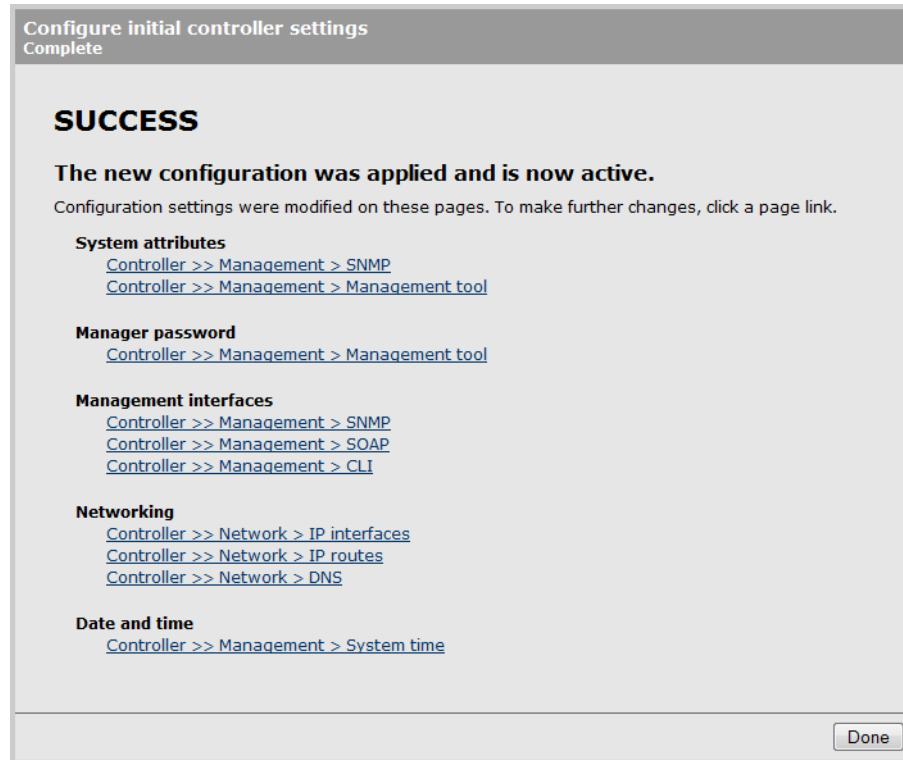 Configure initial controller settings
Complete
SUCCESS
The new configuration was applied and is now active.
Configuration settings were modified on these pages. To make further changes, click a page link.
System attributes
Controller >> Management > SNMP
Controller >> Management > Management tool
Manager password
Controller >> Management > Management tool
Management interfaces
Controller >> Management > SNMP
Controller >> Management > SOAP
Controller >> Management > CLI
Networking
Controller >> Network > IP interfaces
Controller >> Network > IP routes
Controller >> Network > DNS
Date and time
Controller >> Management > System time
Done